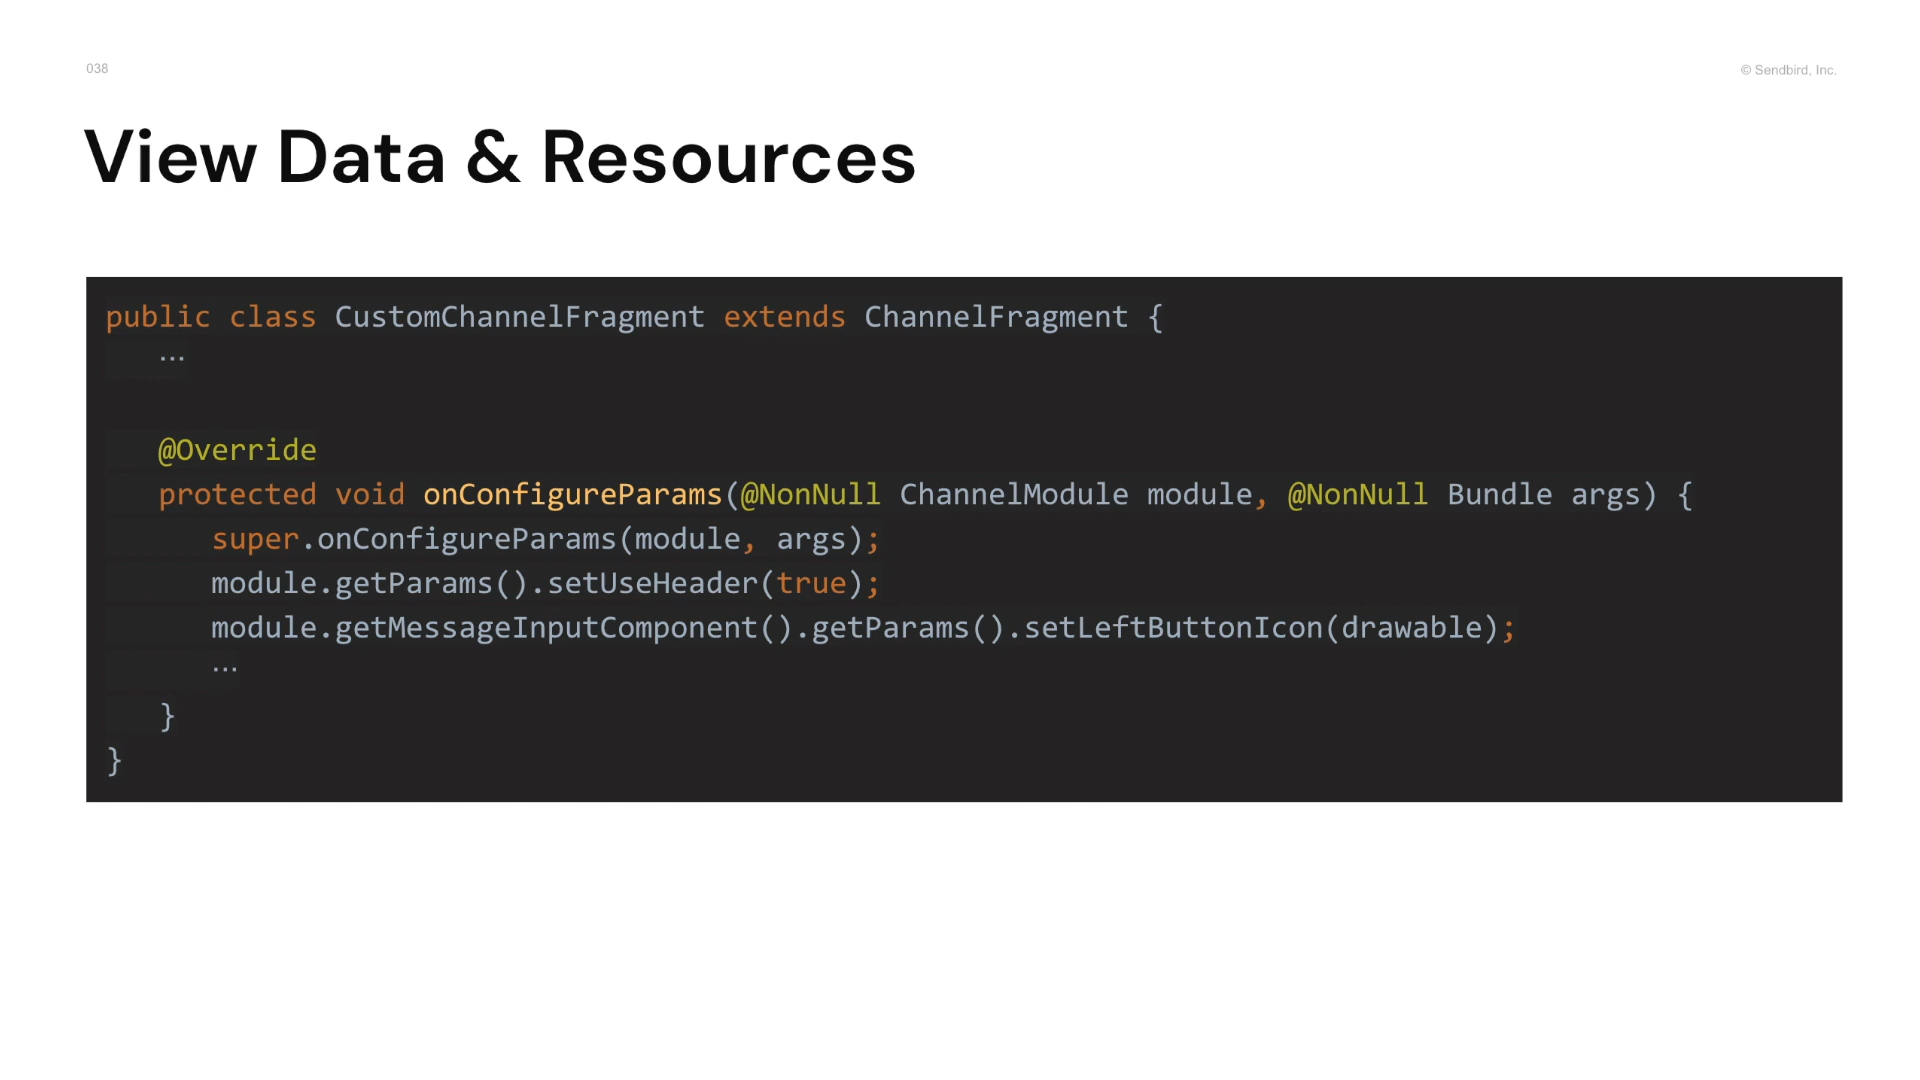 038
© Sendbird, Inc.
View Data & Resources
public class CustomChannelFragment extends ChannelFragment {
...
@Override
protected void onConfigureParams(@NonNull ChannelModule module, @NonNull Bundle args) {
super.onConfigureParams(module, args);
module.getParams().setUseHeader(true);
module.getMessageInputComponent().getParams().setLeftButtonIcon(drawable);
...
}
}